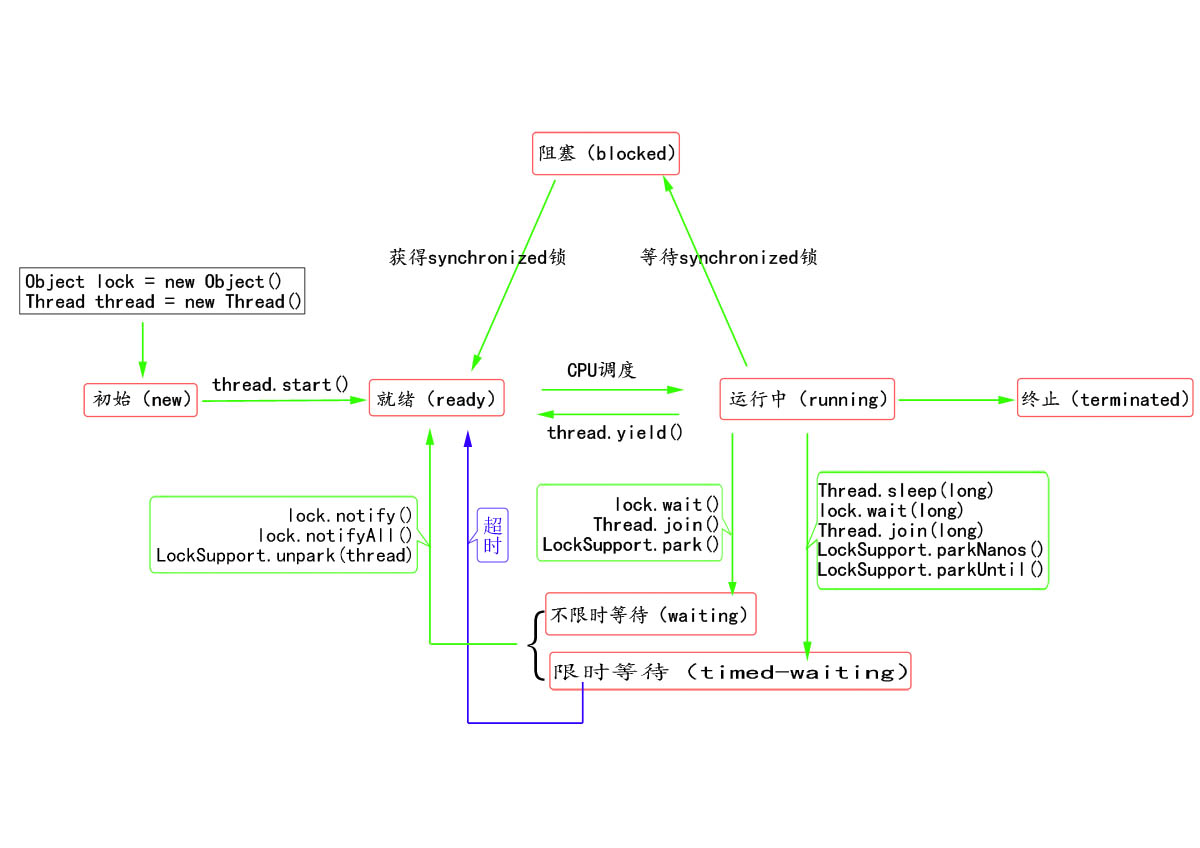 阻塞（blocked）
获得synchronized锁
等待synchronized锁
Object lock = new Object()
Thread thread = new Thread()
初始（new）
thread.start()
就绪（ready）
CPU调度
thread.yield()
运行中（running）
终止（terminated）
lock.notify()
lock.notifyAll()
LockSupport.unpark(thread)
超
时
lock.wait()
Thread.join()
LockSupport.park()
Thread.sleep(long)
lock.wait(long)
Thread.join(long)
LockSupport.parkNanos()
LockSupport.parkUntil()
不限时等待（waiting）
限时等待（timed-waiting）